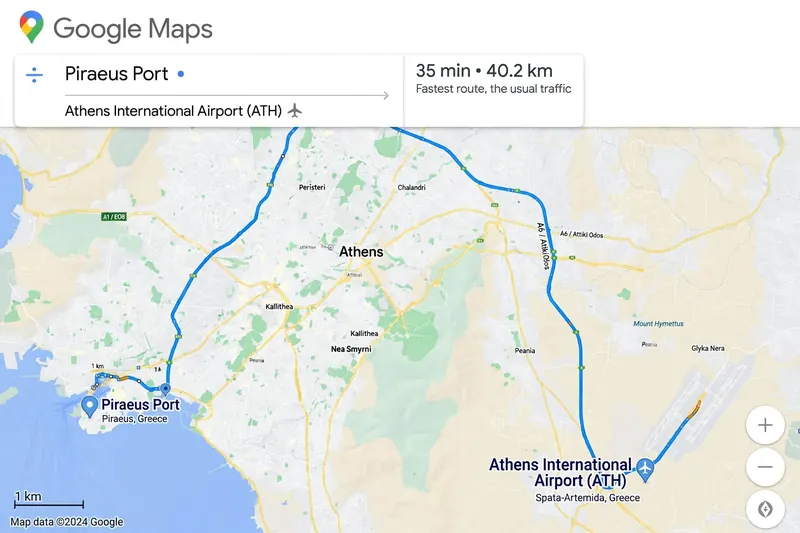 Google Maps
Piraeus Port
35 min • 40.2 km
Fastest route, the usual traffic
Athens International Airport (ATH)
Peristeri
Chalandri
A1 / E08
A6 / Attiki Odos
A6 / Attiki Odos
Athens
Kallithea
Kallithea
Nea Smyrni
Mount Hymettus
Peania
Peania
Glyka Nera
Peania
1 km
1A
Piraeus Port
Piraeus, Greece
Athens International
Airport (ATH)
Spata-Artemida, Greece
1 km
Map data ©2024 Google